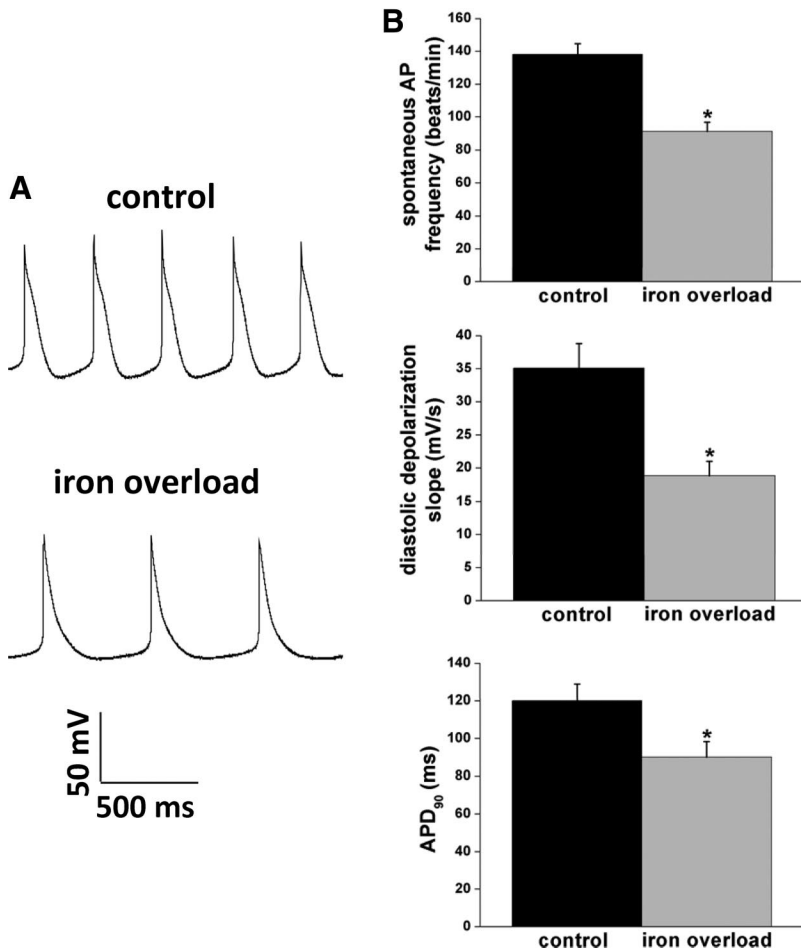 A
control
iron overload
50 mV
500 ms
B
spontaneous AP
frequency (beats/min)
160
140
120
100
80
60
40
20
0
*
control iron overload
diastolic depolarization
slope (mV/s)
40
35
30
25
20
15
10
5
0
*
control iron overload
APD90 (ms)
140
120
100
80
60
40
20
0
*
control iron overload